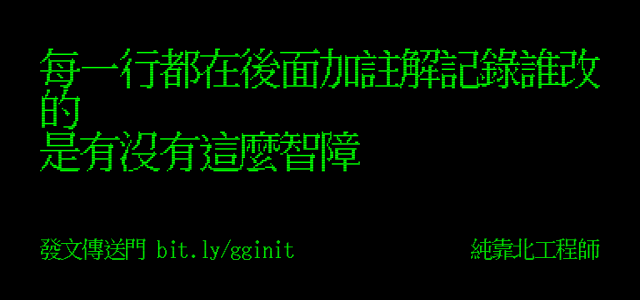 每一行都在後面加註解記錄誰改
的
是有沒有這麼智障
發文傳送門 bit.ly/gginit
純靠北工程師